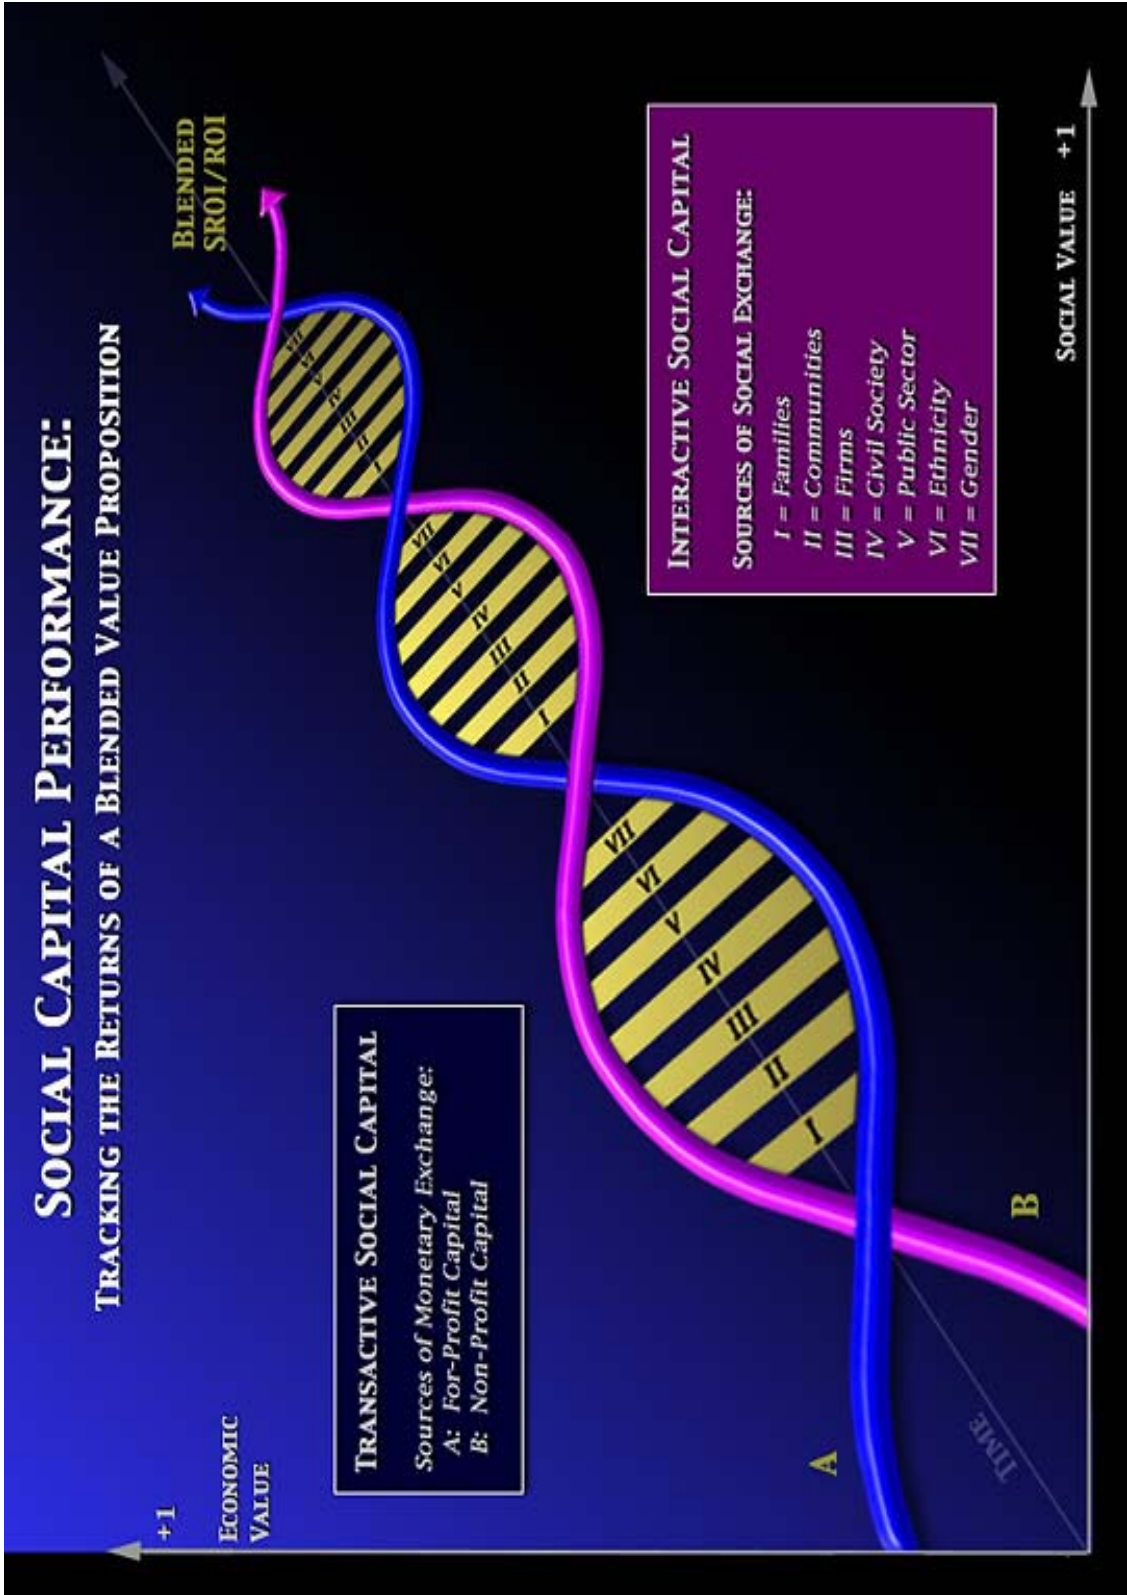 SOCIAL CAPITAL PERFORMANCE:
TRACKING THE RETURNS OF A BLENDED VALUE PROPOSITION
+1
ECONOMIC
VALUE
BLENDED
SROI/ROI
TRANSACTIVE SOCIAL CAPITAL
Sources of Monetary Exchange:
A: For-Profit Capital
B: Non-Profit Capital
VII
VI
V
IV
III
II
I
VII
VI
V
IV
III
II
I
VII
VI
V
IV
III
II
I
INTERACTIVE SOCIAL CAPITAL
SOURCES OF SOCIAL EXCHANGE:
I = Families
II = Communities
III = Firms
IV = Civil Society
V = Public Sector
VI = Ethnicity
VII = Gender
A
B
TIME
SOCIAL VALUE +1